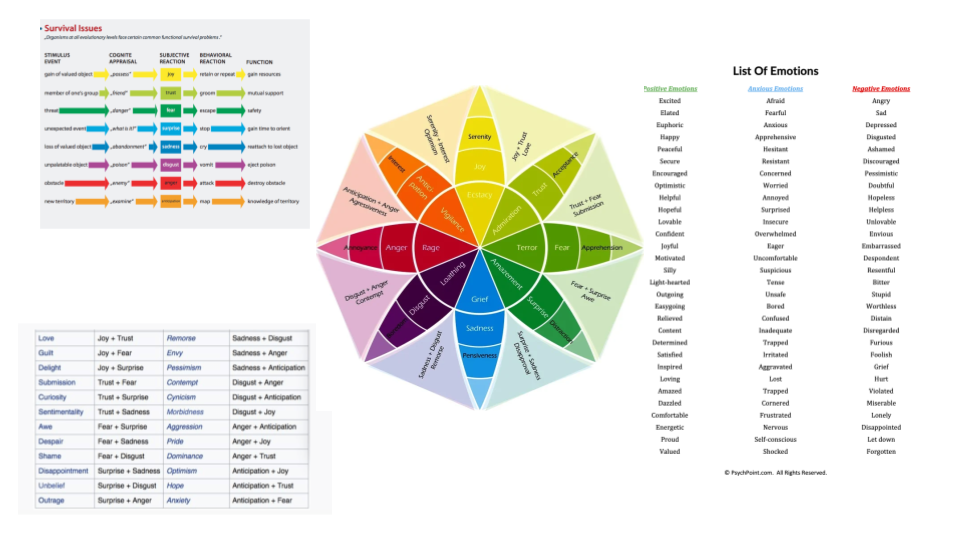 • Survival Issues
„Organisms at all evolutionary levels face certain common functional survival problems."
STIMULUS EVENT COGNITE APPRAISAL SUBJECTIVE REACTION BEHAVIORAL REACTION FUNCTION
gain of valued object „possess" joy retain or repeat gain resources
member of one's group „friend" trust groom mutual support
threat „danger" fear escape safety
unexpected event „what is it?" surprise stop gain time to orient
loss of valued object „abandonment" sadness cry reattach to lost object
unpalatable object „poison" disgust vomit eject poison
obstacle „enemy" anger attack destroy obstacle
new territory „examine" map knowledge of territory
Serenity
Joy
Ecstacy
Joy + Trust
Love
Acceptance
Trust
Admiration
Trust + Fear
Submission
Apprehension
Fear
Terror
Fear + Surprise
Awe
Distraction
Surprise
Amazement
Surprise + Sadness
Disapproval
Grief
Sadness
Pensiveness
Sadness + Disgust
Remorse
Disgust
Loathing
Disgust + Anger
Contempt
Annoyance
Anger
Rage
Anticipation + Anger
Agressiveness
Interest
Antici-
pation
Vigilance
Serenity + Interest
Optimism
Love Joy + Trust Remorse Sadness + Disgust
Guilt Joy + Fear Envy Sadness + Anger
Delight Joy + Surprise Pessimism Sadness + Anticipation
Submission Trust + Fear Contempt Disgust + Anger
Curiosity Trust + Surprise Cynicism Disgust + Anticipation
Sentimentality Trust + Sadness Morbidness Disgust + Joy
Awe Fear + Surprise Aggression Anger + Anticipation
Despair Fear + Sadness Pride Anger + Joy
Shame Fear + Disgust Dominance Anger + Trust
Disappointment Surprise + Sadness Optimism Anticipation + Joy
Unbelief Surprise + Disgust Hope Anticipation + Trust
Outrage Surprise + Anger Anxiety Anticipation + Fear
List Of Emotions
Positive Emotions Anxious Emotions Negative Emotions
Excited Afraid Angry
Elated Fearful Sad
Euphoric Anxious Depressed
Happy Apprehensive Disgusted
Peaceful Hesitant Ashamed
Secure Resistant Discouraged
Encouraged Concerned Pessimistic
Optimistic Worried Doubtful
Helpful Annoyed Hopeless
Hopeful Surprised Helpless
Lovable Insecure Unlovable
Confident Overwhelmed Envious
Joyful Eager Embarrassed
Motivated Uncomfortable Despondent
Silly Suspicious Resentful
Light-hearted Tense Bitter
Outgoing Unsafe Stupid
Easygoing Bored Worthless
Relieved Confused Distain
Content Inadequate Disregarded
Determined Trapped Furious
Satisfied Irritated Foolish
Inspired Aggravated Grief
Loving Lost Hurt
Amazed Trapped Violated
Dazzled Cornered Miserable
Comfortable Frustrated Lonely
Energetic Nervous Disappointed
Proud Self-conscious Let down
Valued Shocked Forgotten
© PsychPoint.com. All Rights Reserved.